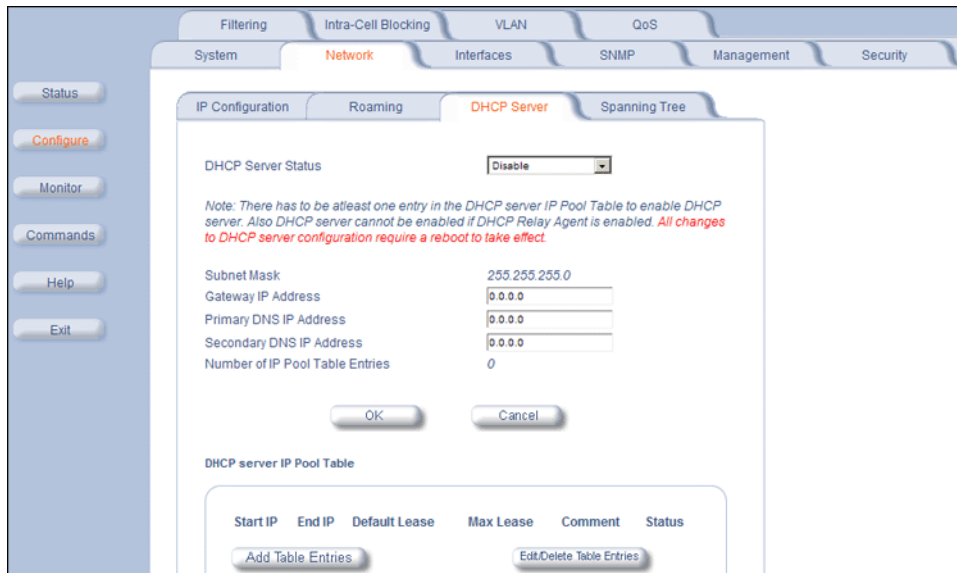 Filtering Intra-Cell Blocking VLAN QoS
System Network Interfaces SNMP Management Security
Status
Configure
Monitor
Commands
Help
Exit
IP Configuration Roaming DHCP Server Spanning Tree
DHCP Server Status Disable
Note: There has to be atleast one entry in the DHCP server IP Pool Table to enable DHCP
server. Also DHCP server cannot be enabled if DHCP Relay Agent is enabled. All changes
to DHCP server configuration require a reboot to take effect.
Subnet Mask 255.255.255.0
Gateway IP Address 0.0.0.0
Primary DNS IP Address 0.0.0.0
Secondary DNS IP Address 0.0.0.0
Number of IP Pool Table Entries 0
OK Cancel
DHCP server IP Pool Table
Start IP End IP Default Lease Max Lease Comment Status
Add Table Entries Edit/Delete Table Entries